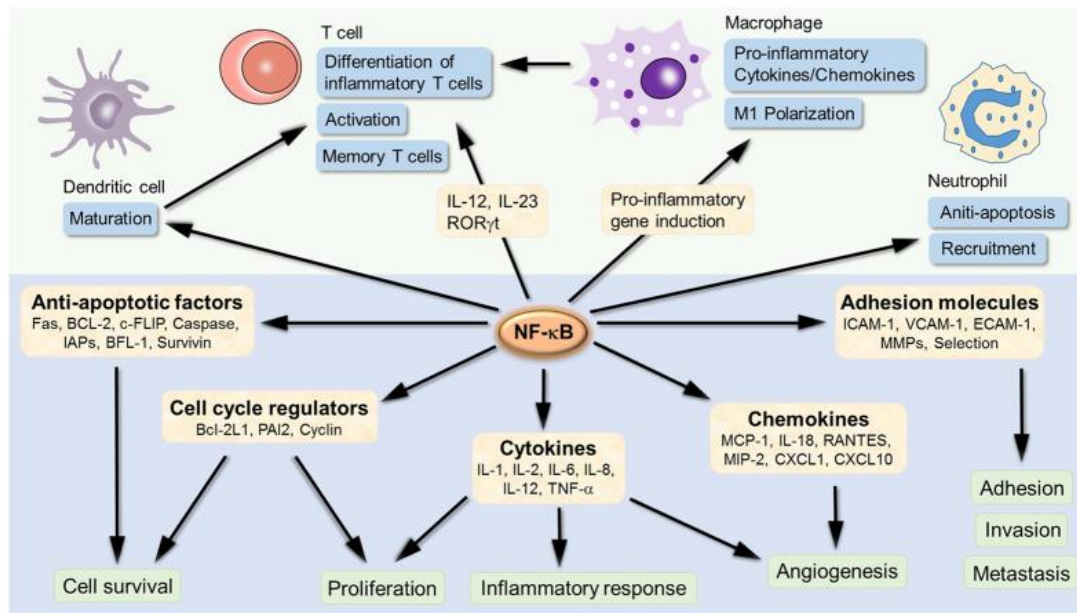 T cell
Differentiation of
inflammatory T cells
Activation
Memory T cells
Macrophage
Pro-inflammatory
Cytokines/Chemokines
M1 Polarization
Dendritic cell
Maturation
IL-12, IL-23
RORγt
Pro-inflammatory
gene induction
Neutrophil
Aniti-apoptosis
Recruitment
Anti-apoptotic factors
Fas, BCL-2, c-FLIP, Caspase,
IAPs, BFL-1, Survivin
NF-κB
Adhesion molecules
ICAM-1, VCAM-1, ECAM-1,
MMPs, Selection
Cell cycle regulators
Bcl-2L1, PAI2, Cyclin
Cytokines
IL-1, IL-2, IL-6, IL-8,
IL-12, TNF-α
Chemokines
MCP-1, IL-18, RANTES,
MIP-2, CXCL1, CXCL10
Cell survival
Proliferation
Inflammatory response
Angiogenesis
Adhesion
Invasion
Metastasis